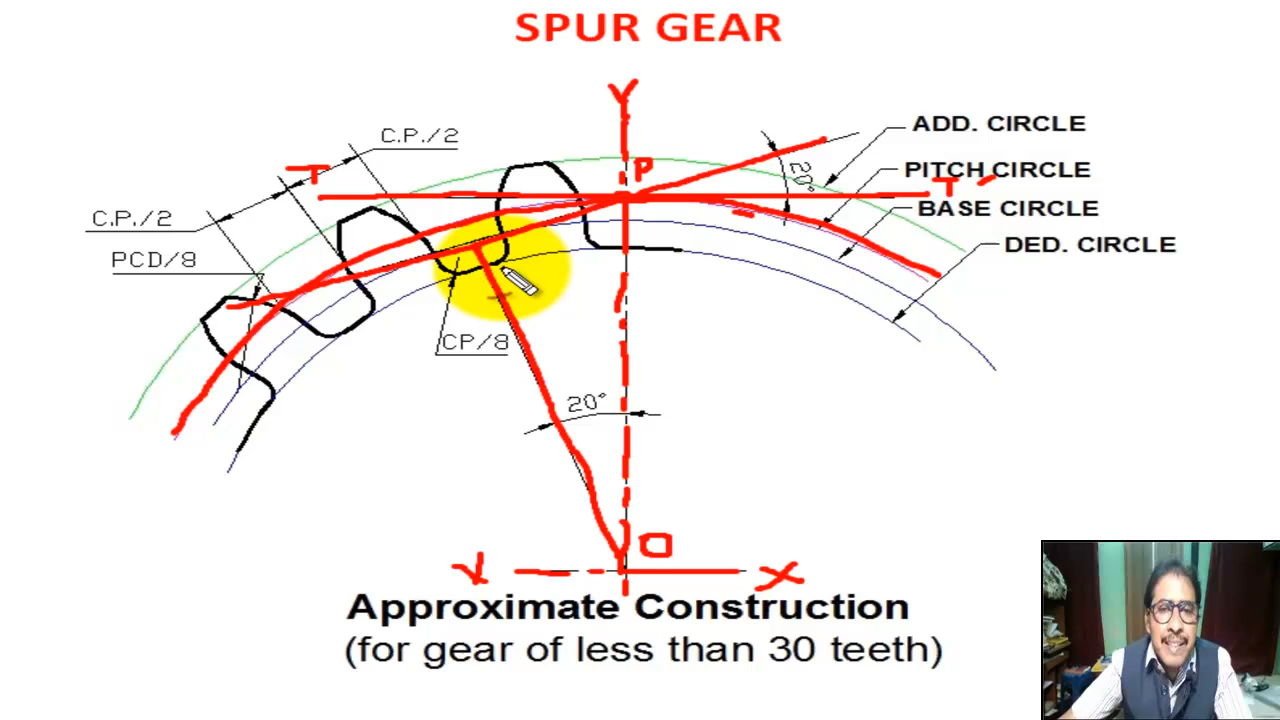 SPUR GEAR
Y
C.P./2
ADD. CIRCLE
P
T
20°
PITCH CIRCLE
T'
C.P./2
BASE CIRCLE
PCD/8
DED. CIRCLE
CP/8
20°
O
X
Approximate Construction
(for gear of less than 30 teeth)